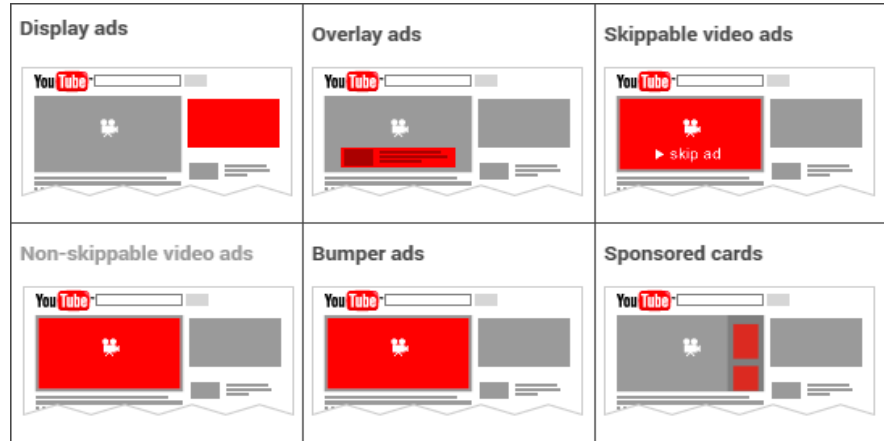 Display ads
Overlay ads
Skippable video ads
YouTube
YouTube
YouTube
skip ad
Non-skippable video ads
Bumper ads
Sponsored cards
YouTube
YouTube
YouTube